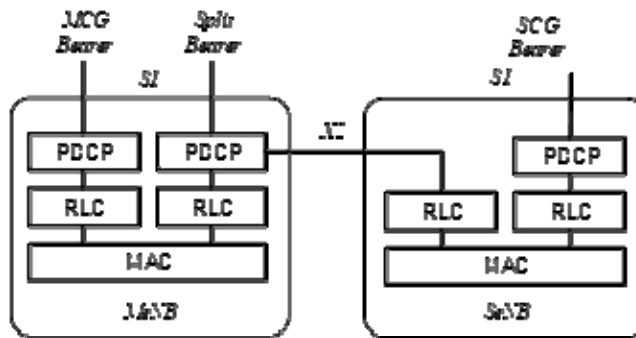 MCG
Bearer
Split
Bearer
SCG
Bearer
S1
S1
X2
PDCP
PDCP
PDCP
RLC
RLC
RLC
RLC
MAC
MAC
MeNB
SeNB